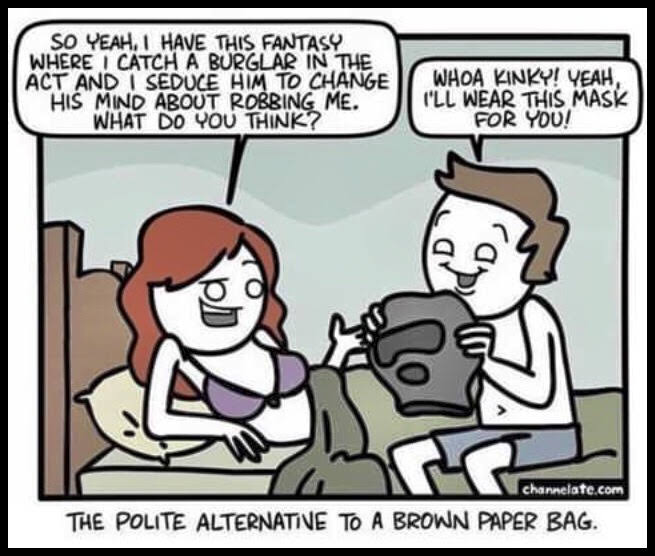 SO YEAH, I HAVE THIS FANTASY
WHERE I CATCH A BURGLAR IN THE
ACT AND I SEDUCE HIM TO CHANGE
HIS MIND ABOUT ROBBING ME.
WHAT DO YOU THINK?
WHOA KINKY! YEAH,
I'LL WEAR THIS MASK
FOR YOU!
channelate.com
THE POLITE ALTERNATIVE TO A BROWN PAPER BAG.